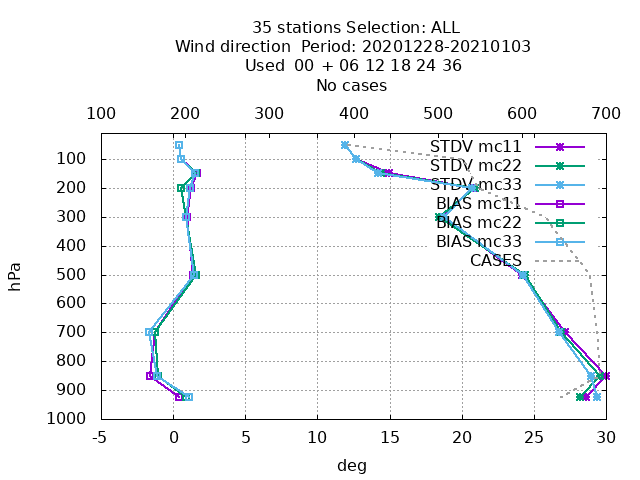 35 stations Selection: ALL
Wind direction  Period: 20201228-20210103
Used  00 + 06 12 18 24 36
No cases
100 200 300 400 500 600 700
STDV mc11
STDV mc22
STDV mc33
BIAS mc11
BIAS mc22
BIAS mc33
CASES
hPa
100
200
300
400
500
600
700
800
900
1000
-5 0 5 10 15 20 25 30
deg